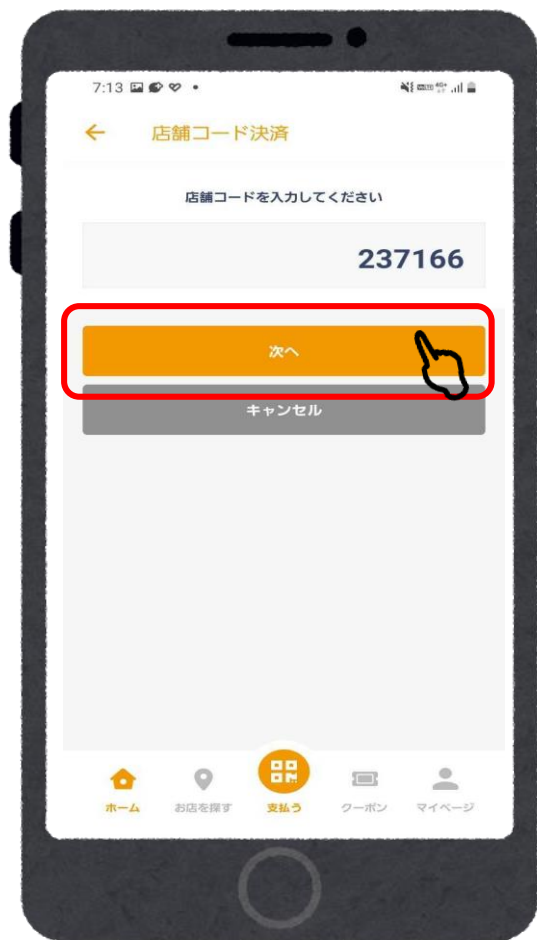 7:13
店舗コード決済
店舗コードを入力してください
237166
次へ
キャンセル
ホーム
お店を探す
支払う
クーポン
マイページ